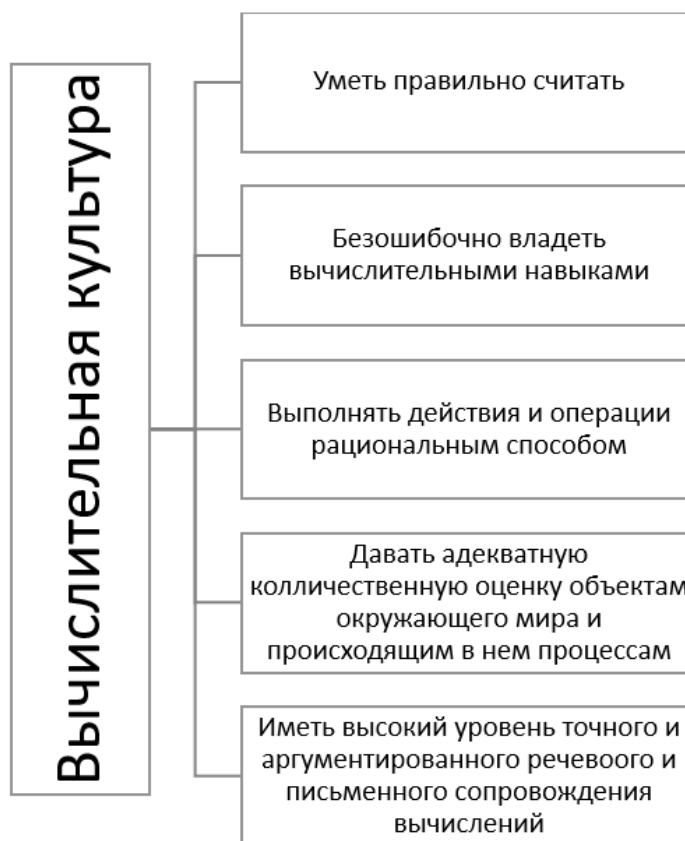 Вычислительная культура
Уметь правильно считать
Безошибочно владеть
вычислительными навыками
Выполнять действия и операции
рациональным способом
Давать адекватную
колличественную оценку объектам
окружающего мира и
происходящим в нем процессам
Иметь высокий уровень точного и
аргументированного речевоого и
письменного сопровождения
вычислений